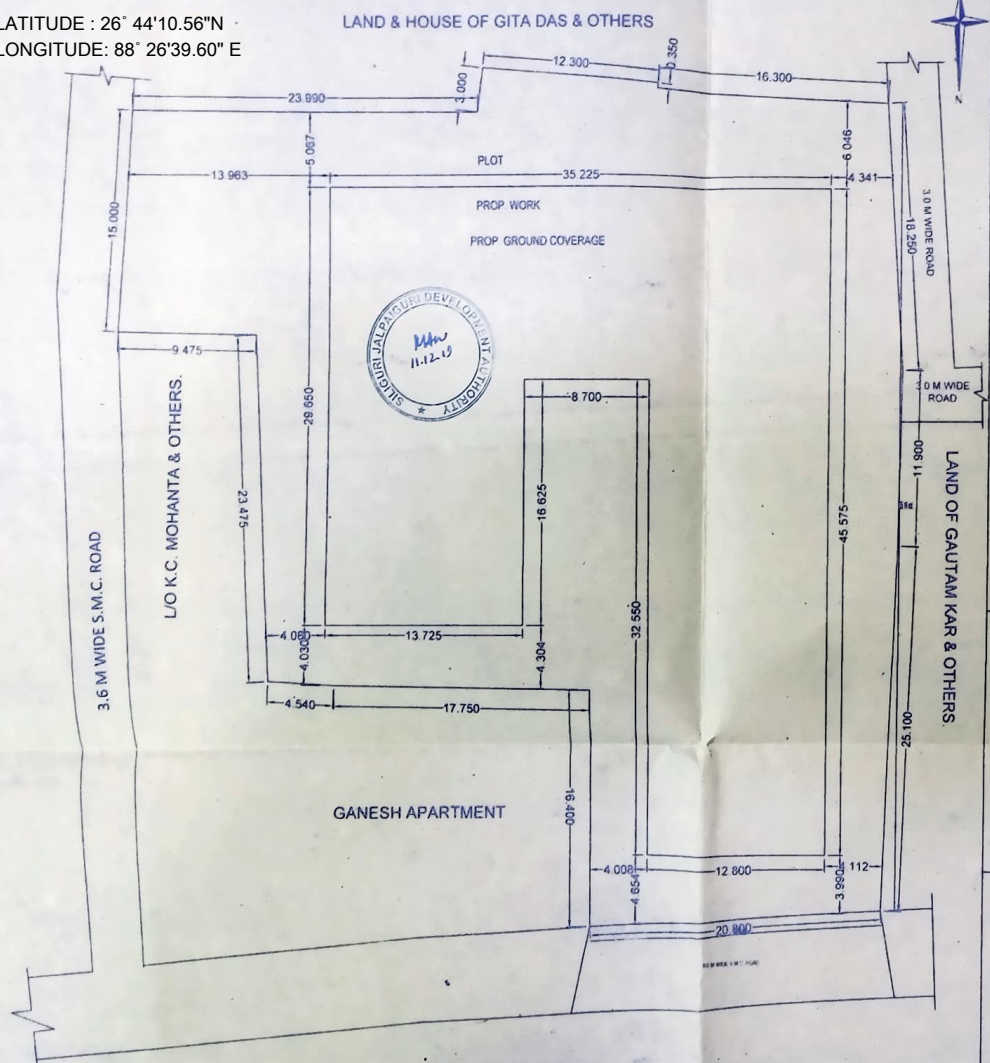 LATITUDE : 26° 44'10.56"N
LONGITUDE: 88° 26'39.60" E
LAND & HOUSE OF GITA DAS & OTHERS
N
12.300
0.350
16.300
3.000
23.990
5.067
6.046
PLOT
13.963
35.225
4.341
15.000
PROP WORK
PROP GROUND COVERAGE
3.0 M WIDE ROAD
18.250
SILIGURI JALPAIGURI DEVELOPMENT AUTHORITY
11.12.19
9.475
3.0 M WIDE
ROAD
8.700
29.650
L/O K.C. MOHANTA & OTHERS.
11.900
LAND OF GAUTAM KAR & OTHERS.
23.475
16.625
45.575
3.6 M WIDE S.M.C. ROAD
32.550
13.725
4.030
4.304
4.540
17.750
25.100
GANESH APARTMENT
16.400
4.008
12.800
112
4.654
3.990
20.800